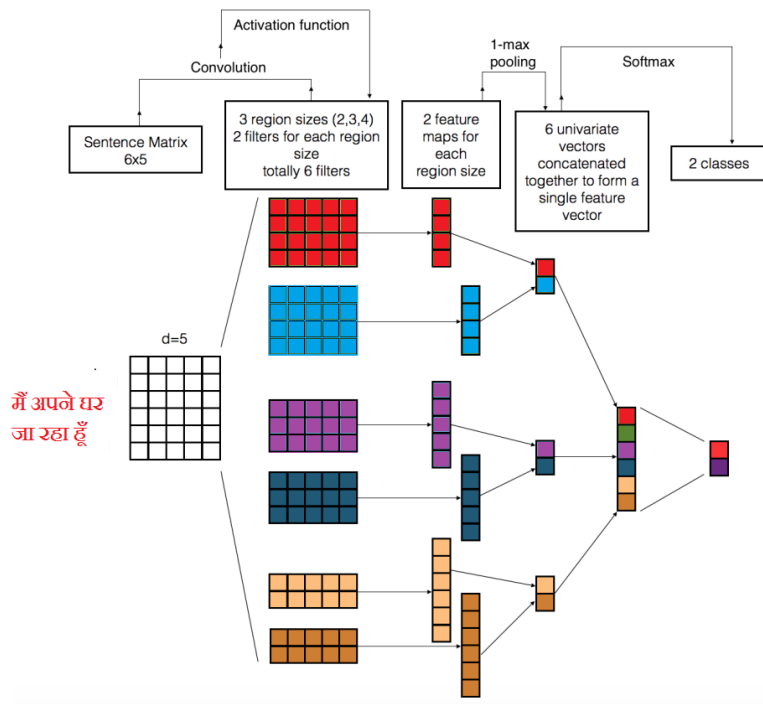 Activation function
Convolution
1-max
pooling
Softmax
Sentence Matrix
6x5
3 region sizes (2,3,4)
2 filters for each region
size
totally 6 filters
2 feature
maps for
each
region size
6 univariate
vectors
concatenated
together to form a
single feature
vector
2 classes
d=5
मैं अपने घर
जा रहा हूँ